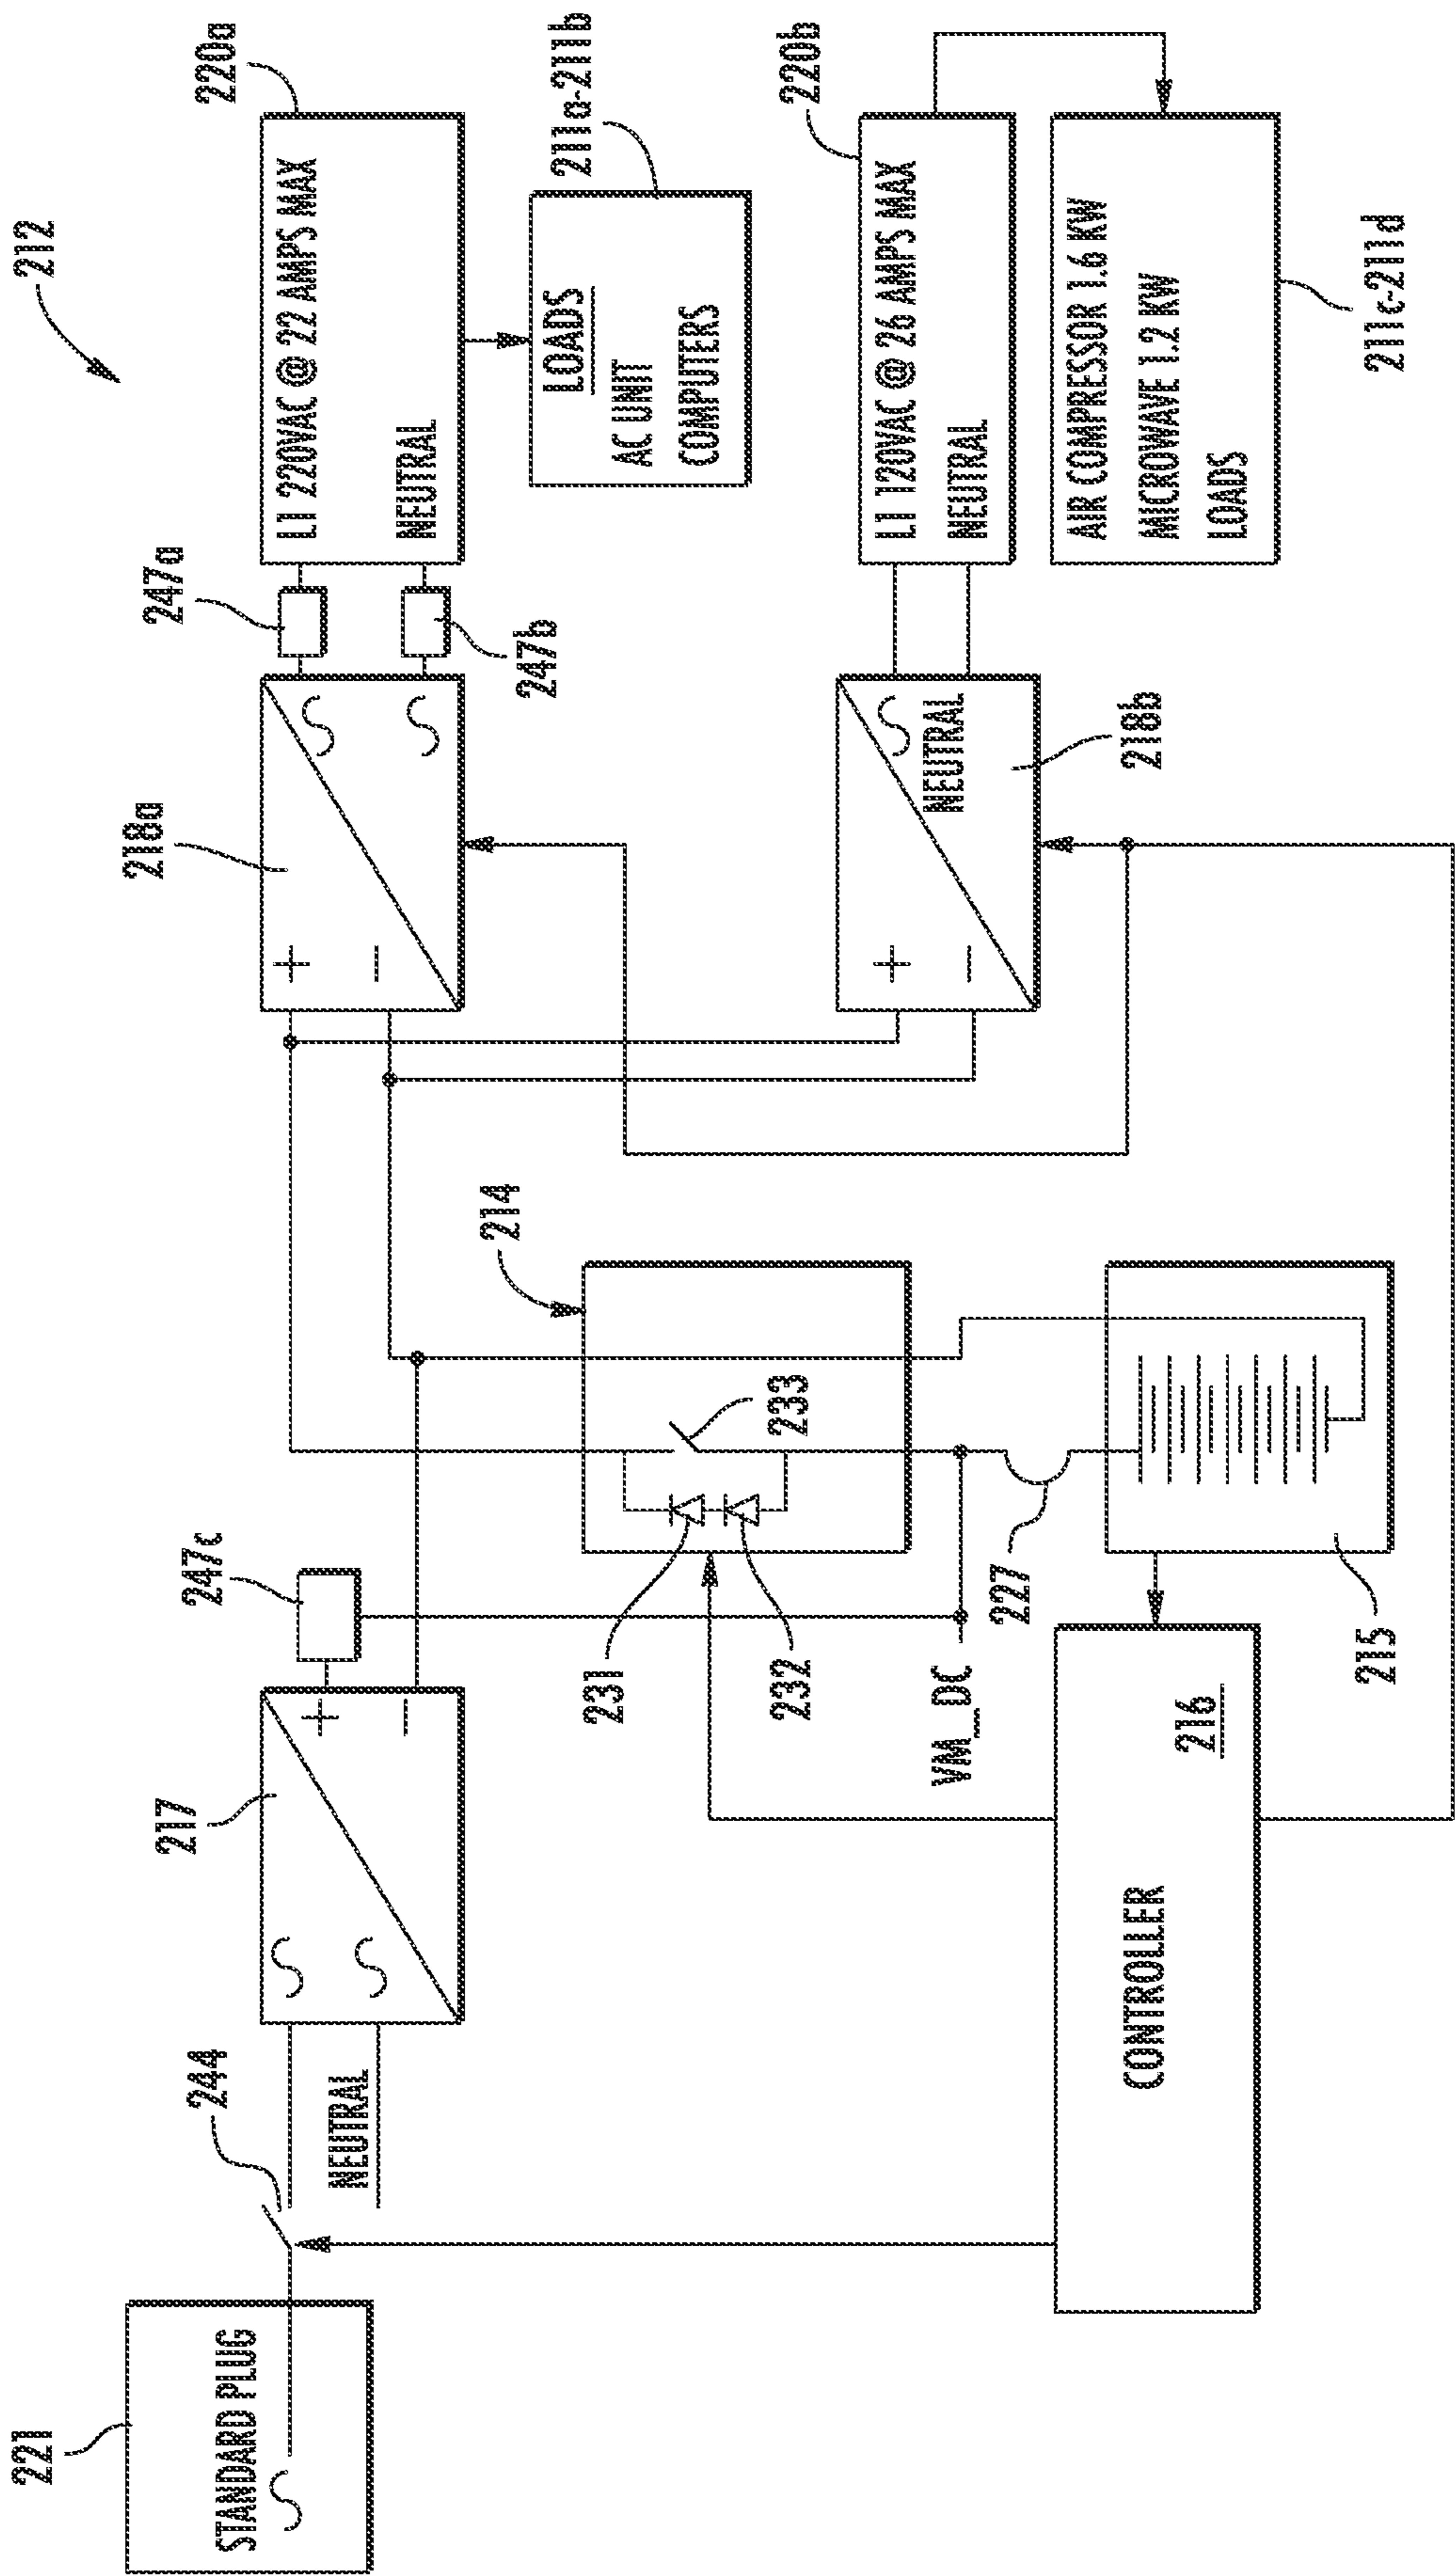 212
221
STANDARD PLUG
244
NEUTRAL
217
+
−
247c
218a
+
−
247a
247b
220a
L1 220VAC @ 22 AMPS MAX
NEUTRAL
LOADS
AC UNIT
COMPUTERS
211a-211b
214
231
232
233
VM_DC
227
215
CONTROLLER
216
+
−
NEUTRAL
218b
220b
L1 120VAC @ 26 AMPS MAX
NEUTRAL
AIR COMPRESSOR 1.6 KW
MICROWAVE 1.2 KW
LOADS
211c-211d